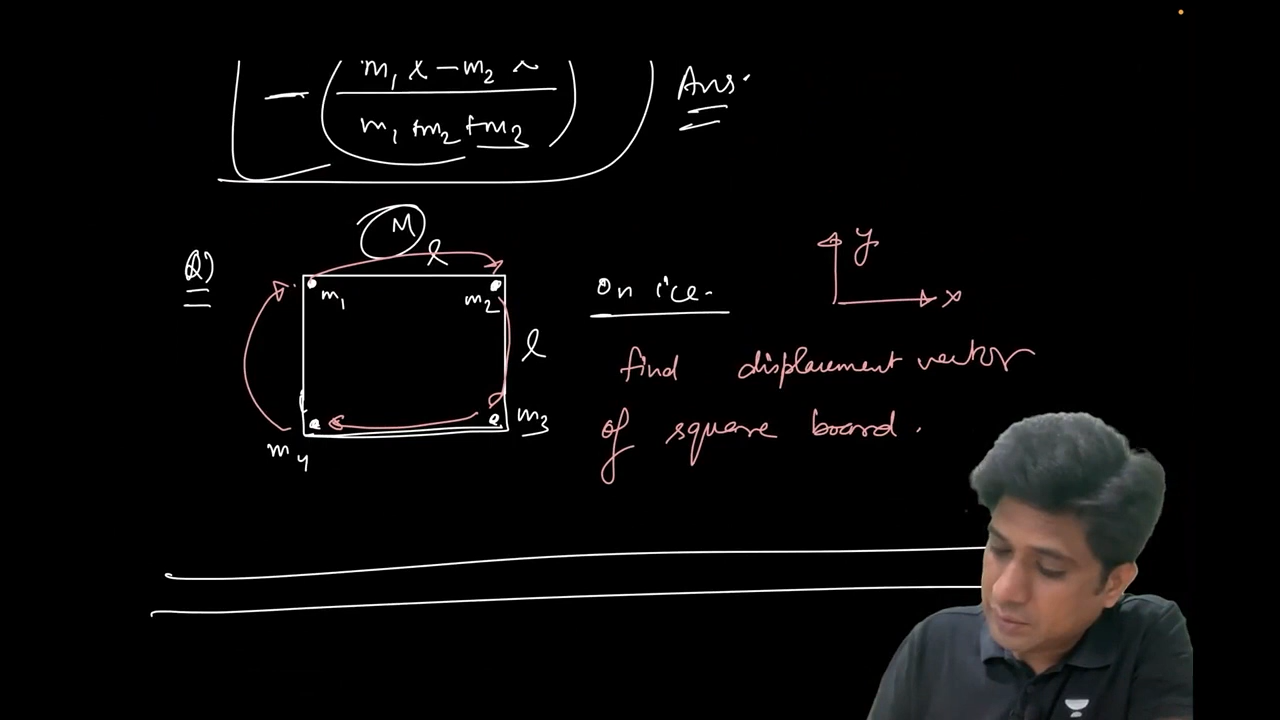 - (m₁ l - m₂ l / m₁ + m₂ + m₃) Ans.
Q) M l
m₁ m₂
l
m₄ m₃
On ice.
y
x
find displacement vector
of square board.